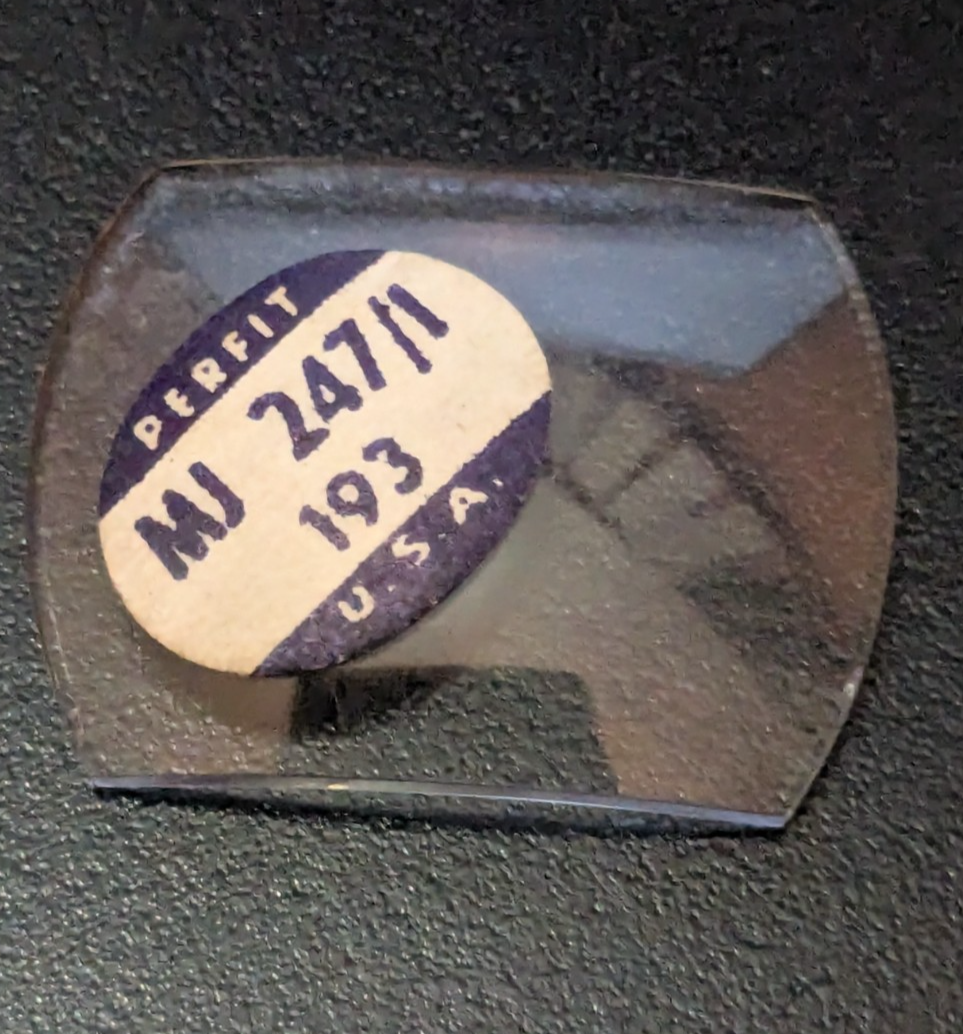 PERFIT
MJ 247/1
193
U.S.A.